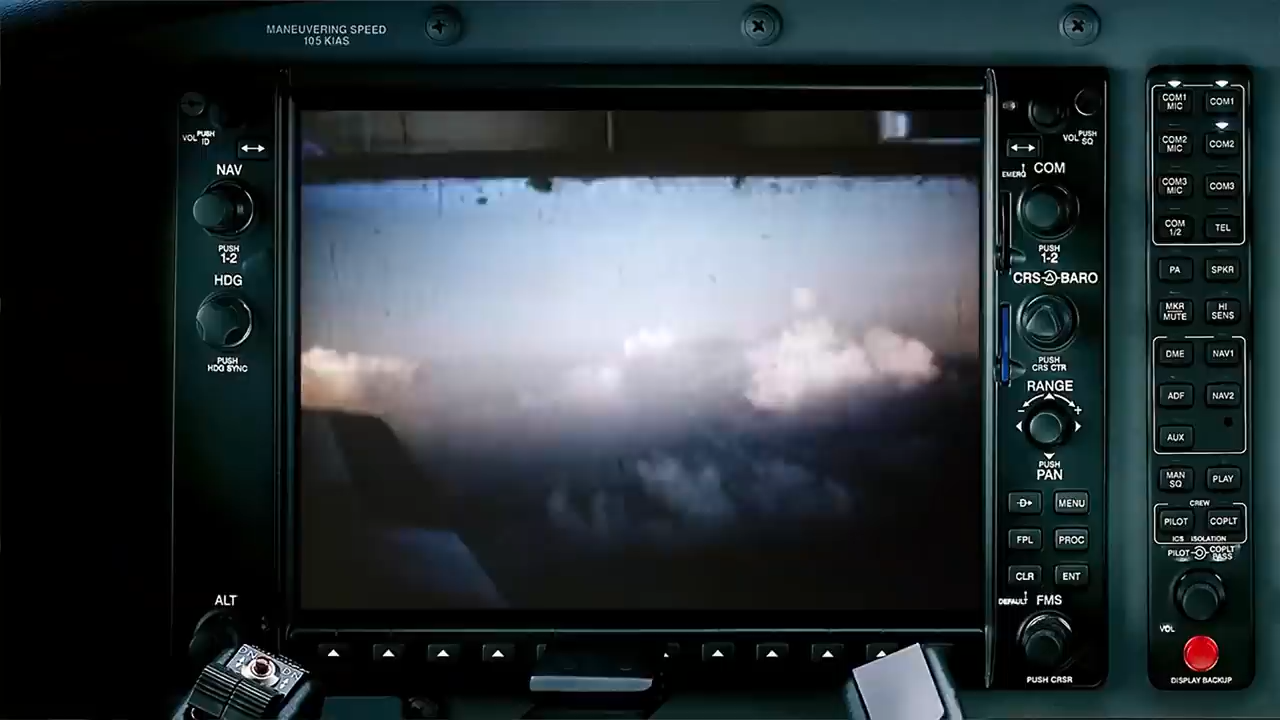 MANEUVERING SPEED
105 KIAS
VOL PUSH
ID
NAV
PUSH
1-2
HDG
PUSH
HDG SYNC
ALT
DN
DN
VOL PUSH
SQ
EMERG
COM
PUSH
1-2
CRS BARO
PUSH
CRS CTR
RANGE
- +
PUSH
PAN
D MENU
FPL PROC
CLR ENT
DEFAULT FMS
PUSH CRSR
COM1
MIC
COM1
COM2
MIC
COM2
COM3
MIC
COM3
COM
1/2
TEL
PA SPKR
MKR
MUTE
HI
SENS
DME NAV1
ADF NAV2
AUX
MAN
SQ
PLAY
CREW
PILOT COPLT
ICS ISOLATION
PILOT COPLT
PASS
VOL
DISPLAY BACKUP